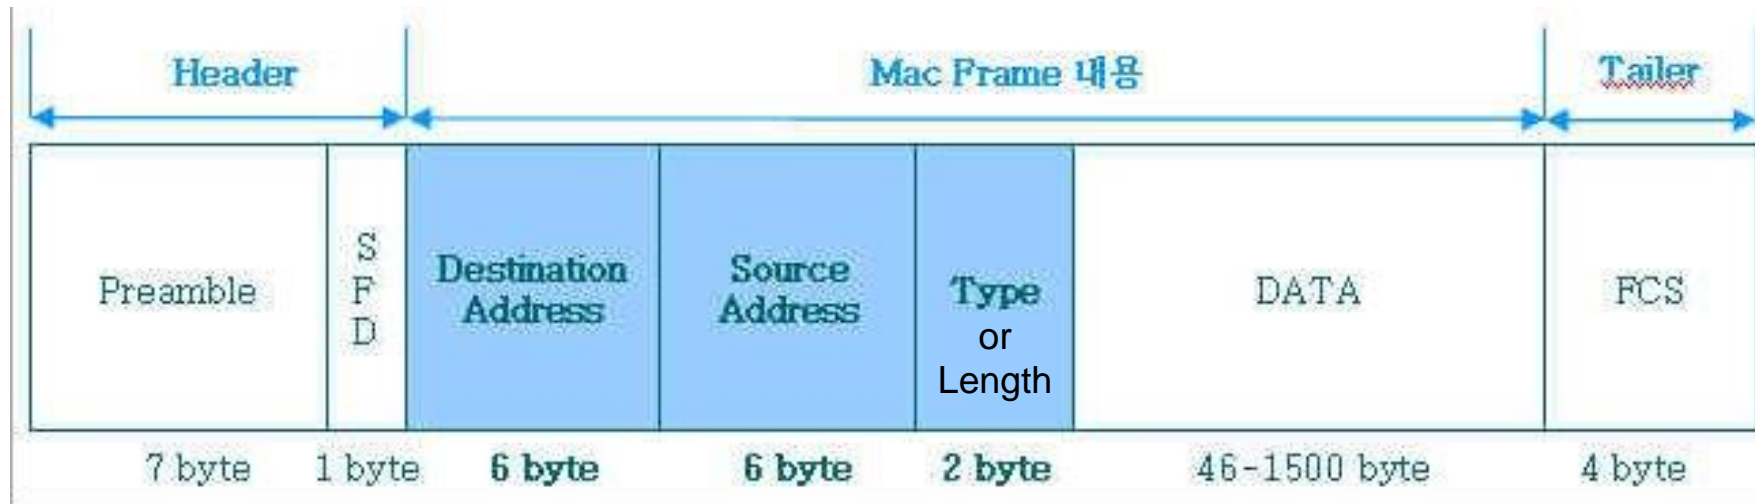 Header
Mac Frame 내용
Tailer
Preamble
S
F
D
Destination
Address
Source
Address
Type
or
Length
DATA
FCS
7 byte
1 byte
6 byte
6 byte
2 byte
46-1500 byte
4 byte